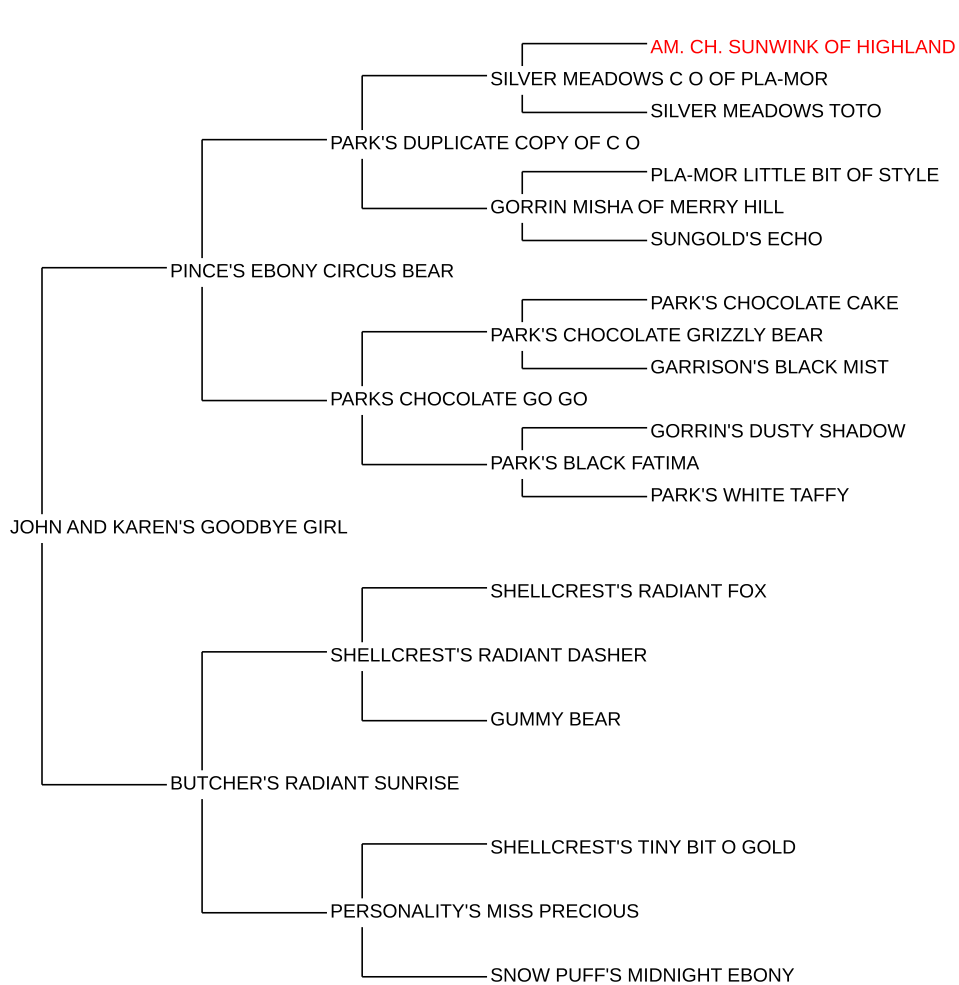 AM. CH. SUNWINK OF HIGHLAND
SILVER MEADOWS C O OF PLA-MOR
SILVER MEADOWS TOTO
PARK'S DUPLICATE COPY OF C O
PLA-MOR LITTLE BIT OF STYLE
GORRIN MISHA OF MERRY HILL
SUNGOLD'S ECHO
PINCE'S EBONY CIRCUS BEAR
PARK'S CHOCOLATE CAKE
PARK'S CHOCOLATE GRIZZLY BEAR
GARRISON'S BLACK MIST
PARKS CHOCOLATE GO GO
GORRIN'S DUSTY SHADOW
PARK'S BLACK FATIMA
PARK'S WHITE TAFFY
JOHN AND KAREN'S GOODBYE GIRL
SHELLCREST'S RADIANT FOX
SHELLCREST'S RADIANT DASHER
GUMMY BEAR
BUTCHER'S RADIANT SUNRISE
SHELLCREST'S TINY BIT O GOLD
PERSONALITY'S MISS PRECIOUS
SNOW PUFF'S MIDNIGHT EBONY